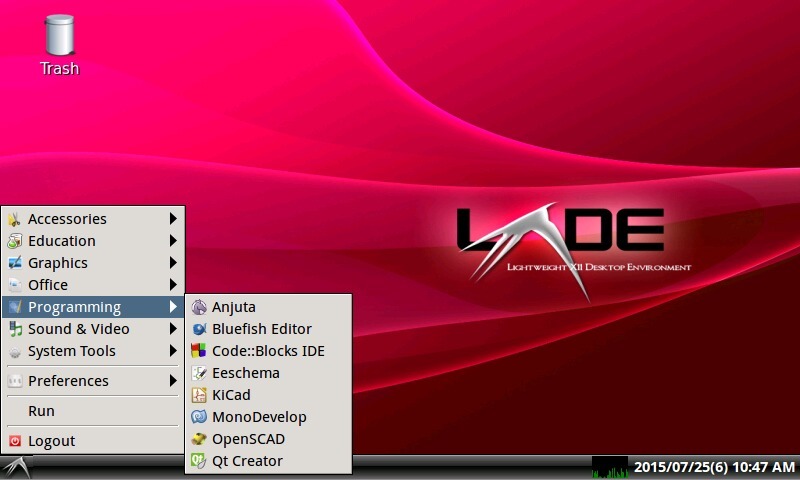 Trash
L DE
Lightweight X11 Desktop Environment
Accessories
Education
Graphics
Office
Programming
Sound & Video
System Tools
Preferences
Run
Logout
Anjuta
Bluefish Editor
Code::Blocks IDE
Eeschema
KiCad
MonoDevelop
OpenSCAD
Qt Creator
2015/07/25(6) 10:47 AM